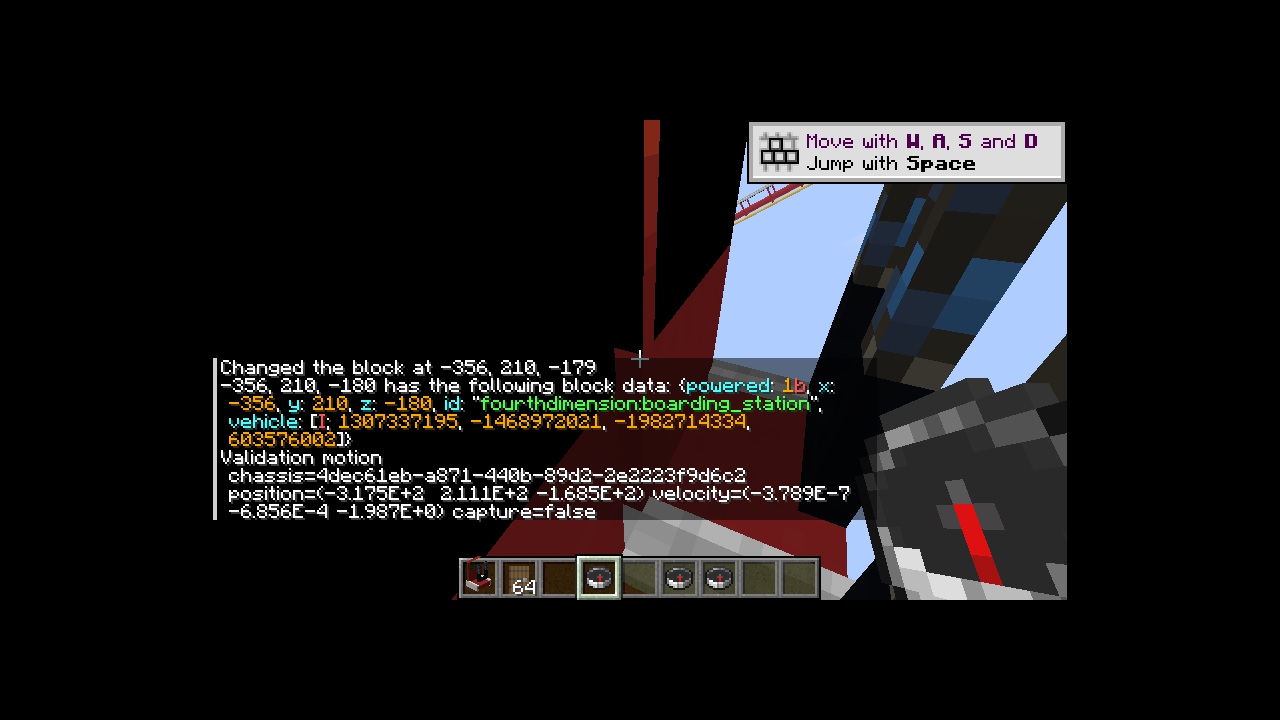 Move with W, A, S and D
Jump with Space
Changed the block at -356, 210, -179
-356, 210, -180 has the following block data: {powered: 1b, x:
-356, y: 210, z: -180, id: "fourthdimension:boarding_station",
vehicle: [I; 1307337195, -1468972021, -1982714334,
603576002]}
Validation motion
chassis=4dec61eb-a871-440b-89d2-2e2223f9d6c2
position=(-3.175E+2 2.111E+2 -1.685E+2) velocity=(-3.789E-7
-6.856E-4 -1.987E+0) capture=false
64